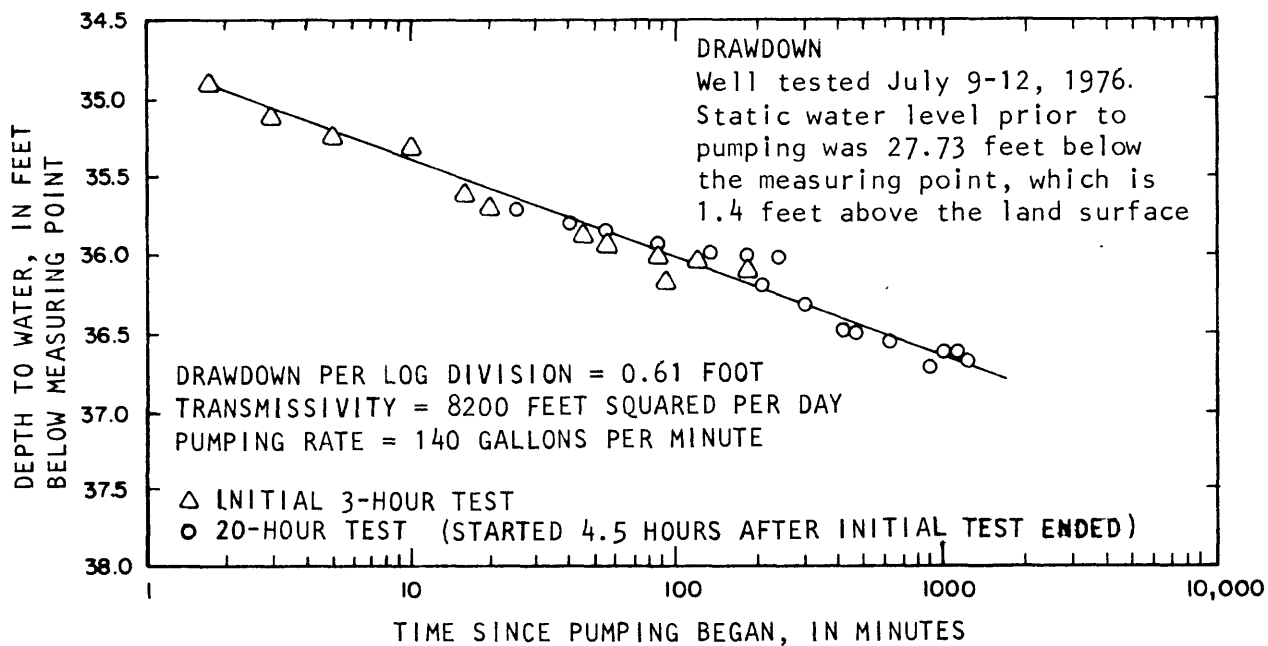 DRAWDOWN
Well tested July 9-12, 1976.
Static water level prior to
pumping was 27.73 feet below
the measuring point, which is
1.4 feet above the land surface
DEPTH TO WATER, IN FEET
BELOW MEASURING POINT
34.5
35.0
35.5
36.0
36.5
37.0
37.5
38.0
DRAWDOWN PER LOG DIVISION = 0.61 FOOT
TRANSMISSIVITY = 8200 FEET SQUARED PER DAY
PUMPING RATE = 140 GALLONS PER MINUTE
△ INITIAL 3-HOUR TEST
○ 20-HOUR TEST (STARTED 4.5 HOURS AFTER INITIAL TEST ENDED)
1 10 100 1000 10,000
TIME SINCE PUMPING BEGAN, IN MINUTES